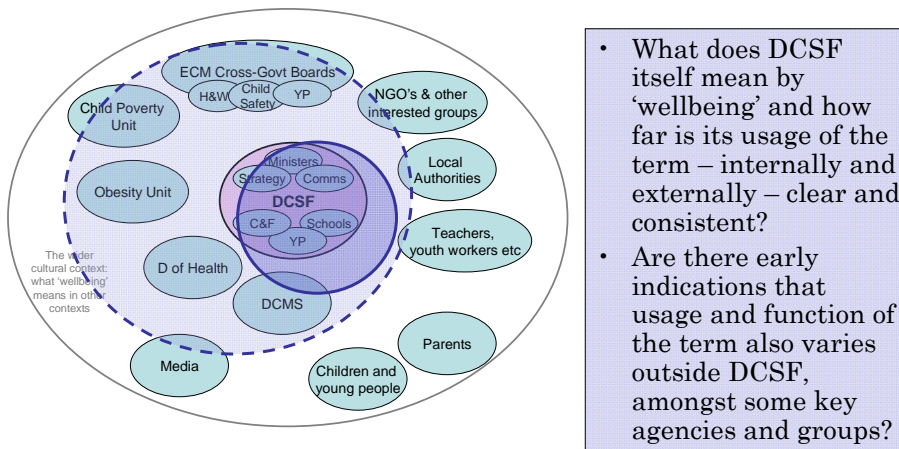 ECM Cross-Govt Boards
H&W
Child
Safety
YP
Child Poverty
Unit
NGO's & other
interested groups
Obesity Unit
Ministers
Strategy
Comms
DCSF
C&F
Schools
YP
Local
Authorities
Teachers,
youth workers etc
The wider
cultural context:
what 'wellbeing'
means in other
contexts
D of Health
DCMS
Media
Parents
Children and
young people
• What does DCSF
itself mean by
‘wellbeing’ and how
far is its usage of the
term – internally and
externally – clear and
consistent?
• Are there early
indications that
usage and function of
the term also varies
outside DCSF,
amongst some key
agencies and groups?